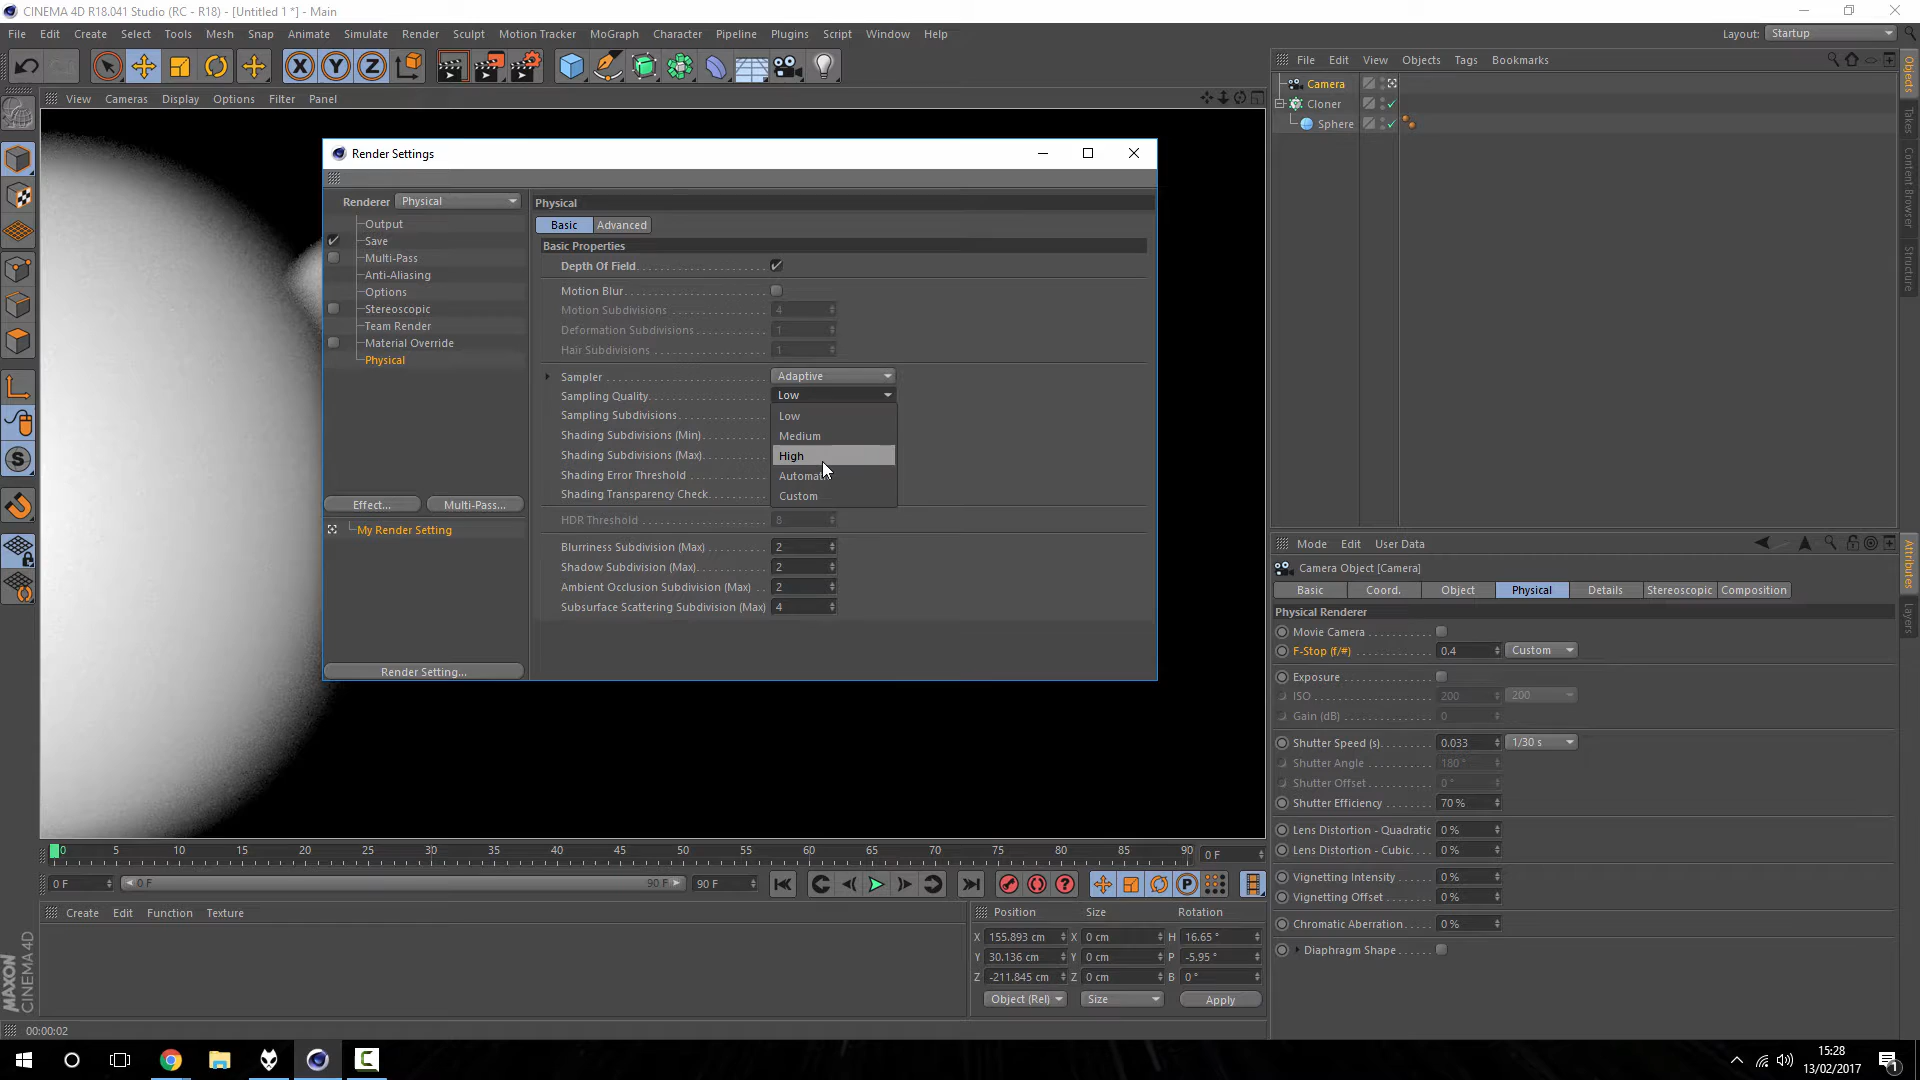 CINEMA 4D R18.041 Studio (RC - R18) - [Untitled 1 *] - Main
File Edit Create Select Tools Mesh Snap Animate Simulate Render Sculpt Motion Tracker MoGraph Character Pipeline Plugins Script Window Help
Layout: Startup
X Y Z
View Cameras Display Options Filter Panel
File Edit View Objects Tags Bookmarks
Camera
Cloner
Sphere
Objects
Takes
Content Browser
Structure
Render Settings
Renderer Physical
Output
Save
Multi-Pass
Anti-Aliasing
Options
Stereoscopic
Team Render
Material Override
Physical
Effect... Multi-Pass...
My Render Setting
Render Setting...
Physical
Basic Advanced
Basic Properties
Depth Of Field
Motion Blur
Motion Subdivisions 4
Deformation Subdivisions 1
Hair Subdivisions 1
Sampler Adaptive
Sampling Quality Low
Sampling Subdivisions
Shading Subdivisions (Min)
Shading Subdivisions (Max)
Shading Error Threshold
Shading Transparency Check
Low
Medium
High
Automa
Custom
HDR Threshold 8
Blurriness Subdivision (Max) 2
Shadow Subdivision (Max) 2
Ambient Occlusion Subdivision (Max) 2
Subsurface Scattering Subdivision (Max) 4
Mode Edit User Data
Camera Object [Camera]
Basic Coord. Object Physical Details Stereoscopic Composition
Physical Renderer
Movie Camera
F-Stop (f/#) 0.4 Custom
Exposure
ISO 200 200
Gain (dB) 0
Shutter Speed (s) 0.033 1/30 s
Shutter Angle 180 °
Shutter Offset 0 °
Shutter Efficiency 70 %
Lens Distortion - Quadratic 0 %
Lens Distortion - Cubic 0 %
Vignetting Intensity 0 %
Vignetting Offset 0 %
Chromatic Aberration 0 %
Diaphragm Shape
Attributes
Layers
0 5 10 15 20 25 30 35 40 45 50 55 60 65 70 75 80 85 90 0 F
0 F 0 F 90 F 90 F
Create Edit Function Texture
Position Size Rotation
X 155.893 cm X 0 cm H 16.65 °
Y 30.136 cm Y 0 cm P -5.95 °
Z -211.845 cm Z 0 cm B 0 °
Object (Rel) Size Apply
MAXON
CINEMA 4D
00:00:02
15:28
13/02/2017
1